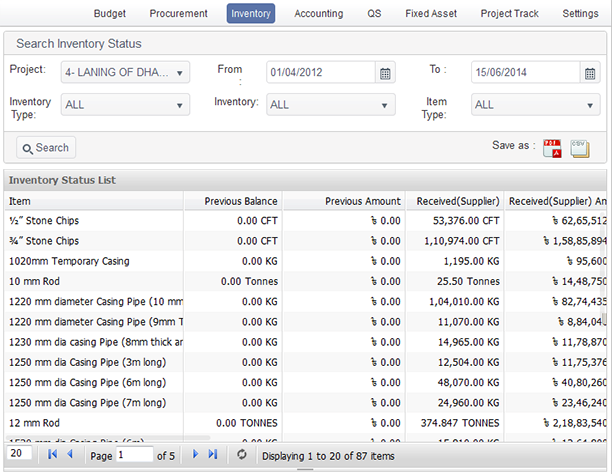 Budget Procurement Inventory Accounting QS Fixed Asset Project Track Settings
Search Inventory Status
Project: 4- LANING OF DHA... From : 01/04/2012 To : 15/06/2014
Inventory Type: ALL Inventory: ALL Item Type: ALL
Search Save as : PDF CSV
Inventory Status List
Item Previous Balance Previous Amount Received(Supplier) Received(Supplier) Am
½” Stone Chips 0.00 CFT ৳ 0.00 53,376.00 CFT ৳ 62,65,512
¾” Stone Chips 0.00 CFT ৳ 0.00 1,10,974.00 CFT ৳ 1,58,85,894
1020mm Temporary Casing 0.00 KG ৳ 0.00 1,195.00 KG ৳ 95,600
10 mm Rod 0.00 Tonnes ৳ 0.00 25.50 Tonnes ৳ 14,48,750
1220 mm diameter Casing Pipe (10 mm 0.00 KG ৳ 0.00 1,04,010.00 KG ৳ 82,74,435
1220 mm diameter Casing Pipe (9mm T 0.00 KG ৳ 0.00 11,070.00 KG ৳ 8,84,04
1230 mm dia casing Pipe (8mm thick an 0.00 KG ৳ 0.00 14,965.00 KG ৳ 11,78,870
1250 mm dia Casing Pipe (3m long) 0.00 KG ৳ 0.00 12,504.00 KG ৳ 11,75,376
1250 mm dia Casing Pipe (6m long) 0.00 KG ৳ 0.00 48,070.00 KG ৳ 40,80,260
1250 mm dia Casing Pipe (7m long) 0.00 KG ৳ 0.00 24,960.00 KG ৳ 23,46,240
12 mm Rod 0.00 TONNES ৳ 0.00 374.847 TONNES ৳ 2,18,83,540
20 Page 1 of 5 Displaying 1 to 20 of 87 items